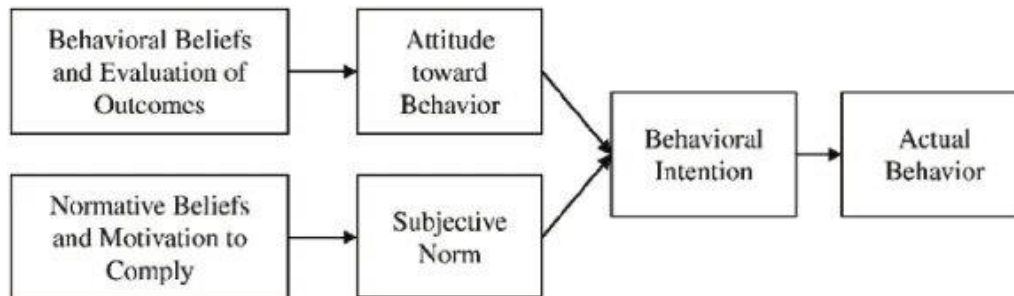 Behavioral Beliefs
and Evaluation of
Outcomes
Attitude
toward
Behavior
Behavioral
Intention
Actual
Behavior
Normative Beliefs
and Motivation to
Comply
Subjective
Norm